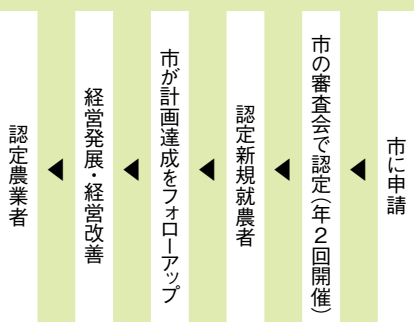 市に申請
市の審査会で認定(年2回開催)
認定新規就農者
市が計画達成をフォローアップ
経営発展・経営改善
認定農業者